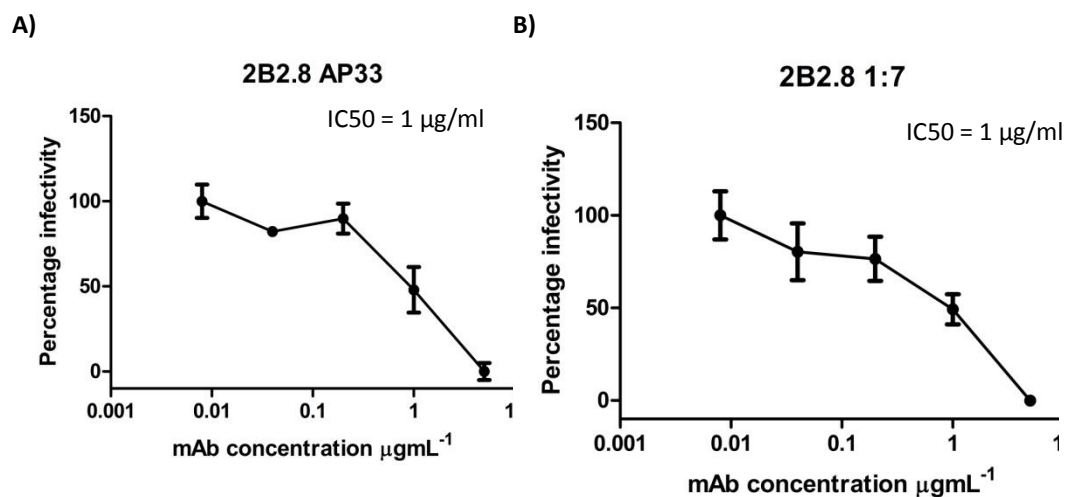 A)
2B2.8 AP33
IC50 = 1 µg/ml
Percentage infectivity
150
100
50
0
0.001 0.01 0.1 1 1
mAb concentration µgmL⁻¹
B)
2B2.8 1:7
IC50 = 1 µg/ml
Percentage infectivity
150
100
50
0
0.001 0.01 0.1 1 1
mAb concentration µgmL⁻¹